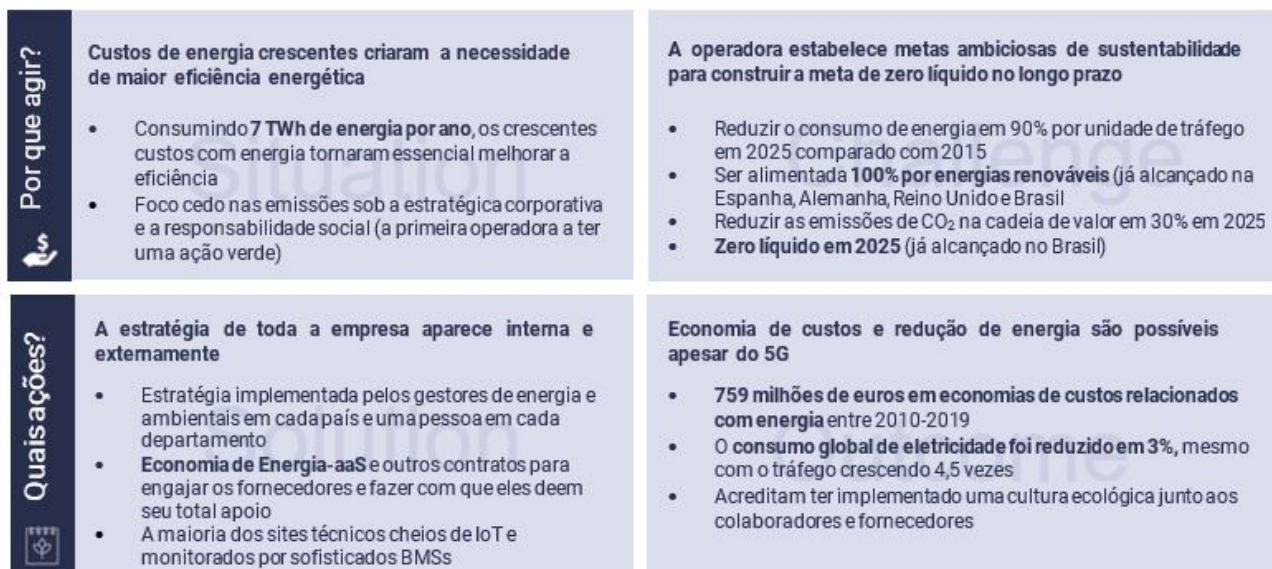 Por que agir?
Custos de energia crescentes criaram a necessidade
de maior eficiência energética
• Consumindo 7 TWh de energia por ano, os crescentes
custos com energia tornaram essencial melhorar a
eficiência
• Foco cedo nas emissões sob a estratégica corporativa
e a responsabilidade social (a primeira operadora a ter
uma ação verde)
Situation
A operadora estabelece metas ambiciosas de sustentabilidade
para construir a meta de zero líquido no longo prazo
• Reduzir o consumo de energia em 90% por unidade de tráfego
em 2025 comparado com 2015
• Ser alimentada 100% por energias renováveis (já alcançado na
Espanha, Alemanha, Reino Unido e Brasil
• Reduzir as emissões de CO₂ na cadeia de valor em 30% em 2025
• Zero líquido em 2025 (já alcançado no Brasil)
Challenge
Quais ações?
A estratégia de toda a empresa aparece interna e
externamente
• Estratégia implementada pelos gestores de energia e
ambientais em cada país e uma pessoa em cada
departamento
• Economia de Energia-aaS e outros contratos para
engajar os fornecedores e fazer com que eles deem
seu total apoio
• A maioria dos sites técnicos cheios de IoT e
monitorados por sofisticados BMSs
Solution
Economia de custos e redução de energia são possíveis
apesar do 5G
• 759 milhões de euros em economias de custos relacionados
com energia entre 2010-2019
• O consumo global de eletricidade foi reduzido em 3%, mesmo
com o tráfego crescendo 4,5 vezes
• Acreditam ter implementado uma cultura ecológica junto aos
colaboradores e fornecedores
Outcome